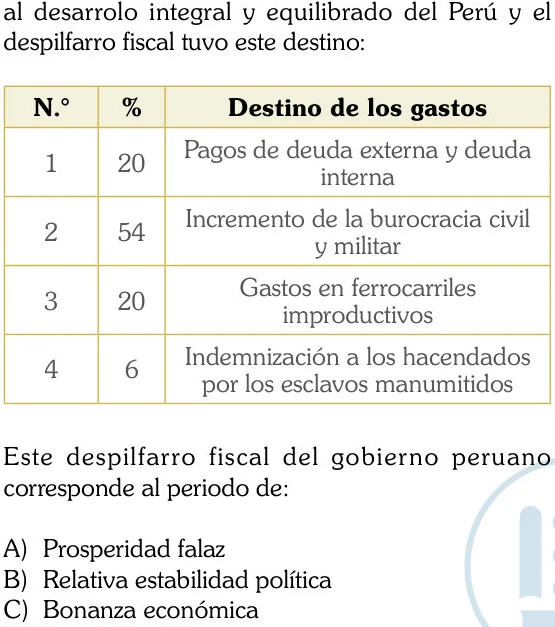 al desarrolo integral y equilibrado del Perú y el
despilfarro fiscal tuvo este destino:
N.° % Destino de los gastos
1 20 Pagos de deuda externa y deuda
interna
2 54 Incremento de la burocracia civil
y militar
3 20 Gastos en ferrocarriles
improductivos
4 6 Indemnización a los hacendados
por los esclavos manumitidos
Este despilfarro fiscal del gobierno peruano
corresponde al periodo de:
A) Prosperidad falaz
B) Relativa estabilidad política
C) Bonanza económica